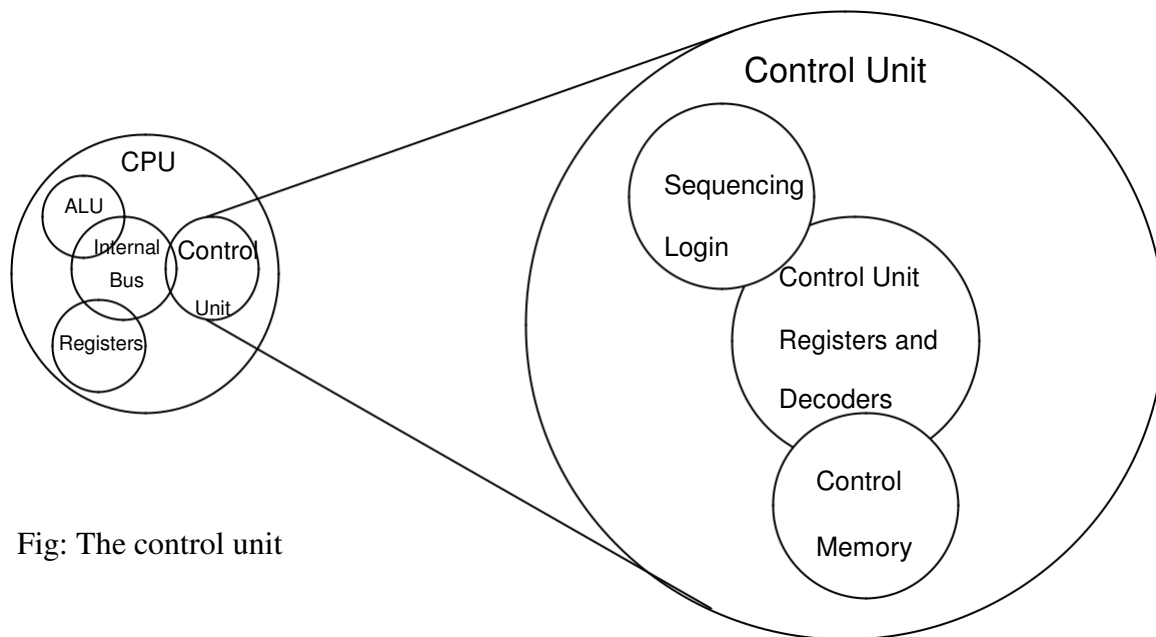 CPU
ALU
Internal
Bus
Control
Unit
Registers
Control Unit
Sequencing
Login
Control Unit
Registers and
Decoders
Control
Memory
Fig: The control unit